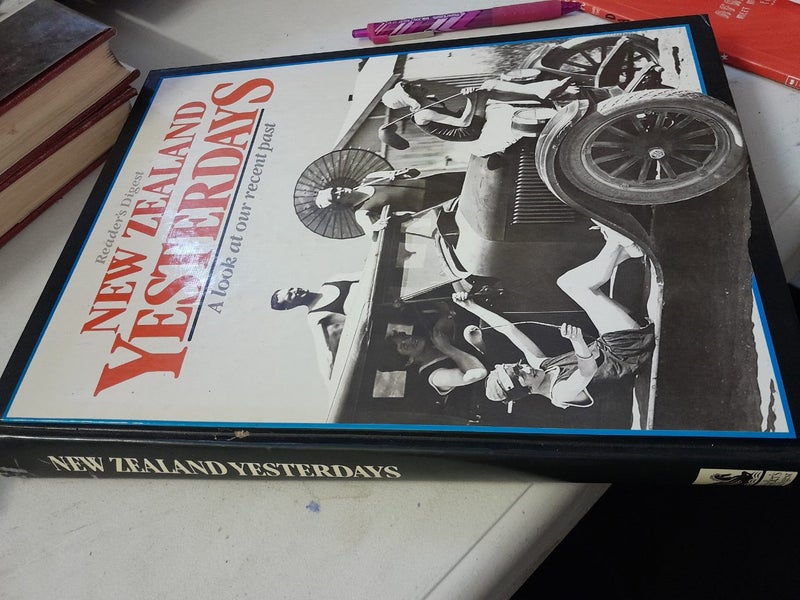 Reader's Digest
NEW ZEALAND
YESTERDAYS
A look at our recent past
NEW ZEALAND YESTERDAYS